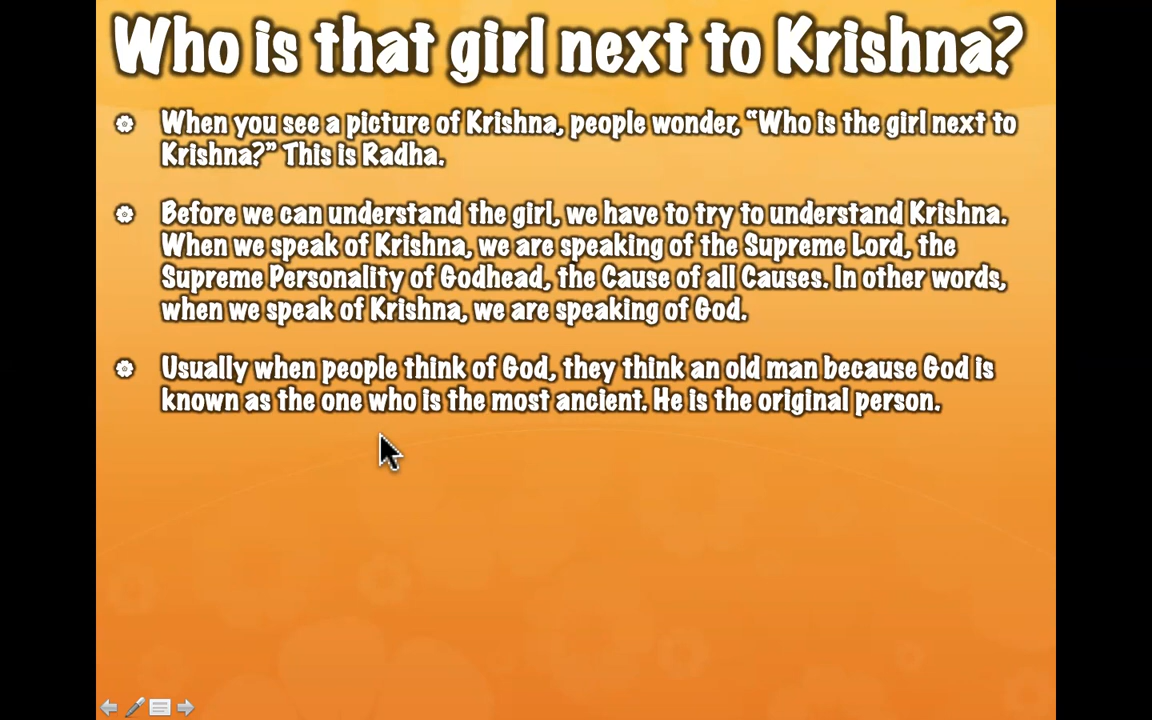 Who is that girl next to Krishna?
When you see a picture of Krishna, people wonder, "Who is the girl next to
Krishna?" This is Radha.
Before we can understand the girl, we have to try to understand Krishna.
When we speak of Krishna, we are speaking of the Supreme Lord, the
Supreme Personality of Godhead, the Cause of all Causes. In other words,
when we speak of Krishna, we are speaking of God.
Usually when people think of God, they think an old man because God is
known as the one who is the most ancient. He is the original person.